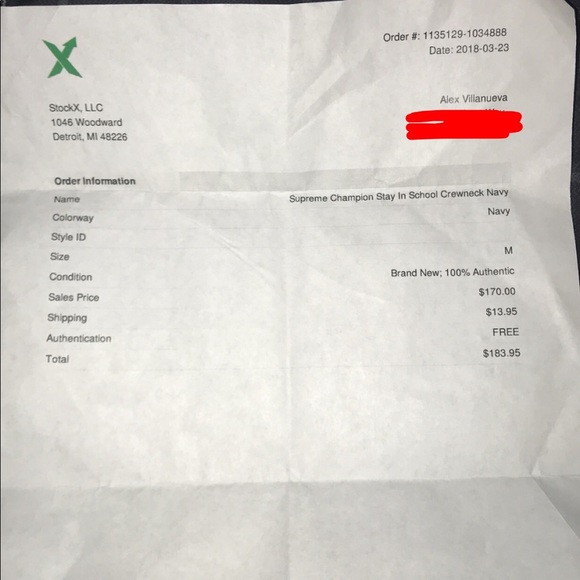 Order #: 1135129-1034888
Date: 2018-03-23
StockX, LLC
1046 Woodward
Detroit, MI 48226
Alex Villanueva
Order Information
Name Supreme Champion Stay In School Crewneck Navy
Colorway Navy
Style ID
Size M
Condition Brand New; 100% Authentic
Sales Price $170.00
Shipping $13.95
Authentication FREE
Total $183.95